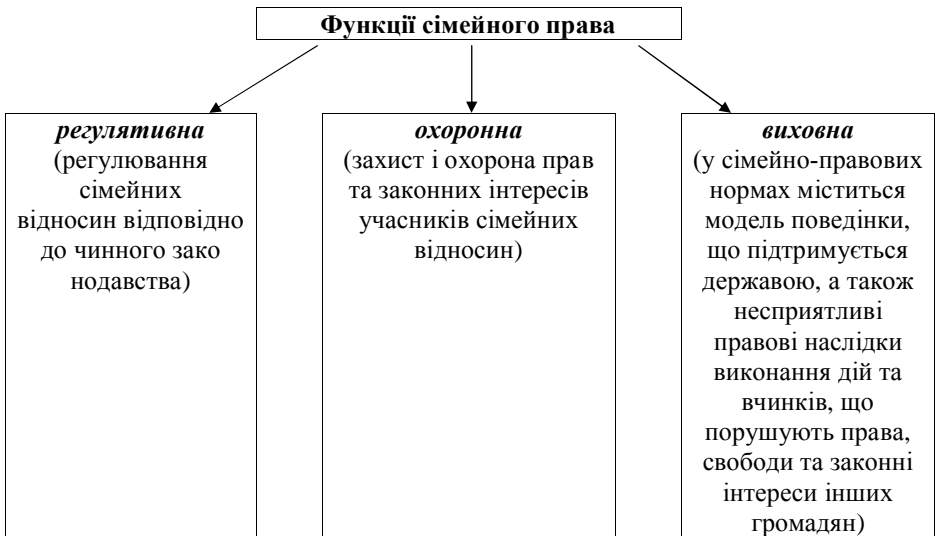 Функції сімейного права
регулятивна
(регулювання
сімейних
відносин відповідно
до чинного зако
нодавства)
охоронна
(захист і охорона прав
та законних інтересів
учасників сімейних
відносин)
виховна
(у сімейно-правових
нормах міститься
модель поведінки,
що підтримується
державою, а також
несприятливі
правові наслідки
виконання дій та
вчинків, що
порушують права,
свободи та законні
інтереси інших
громадян)